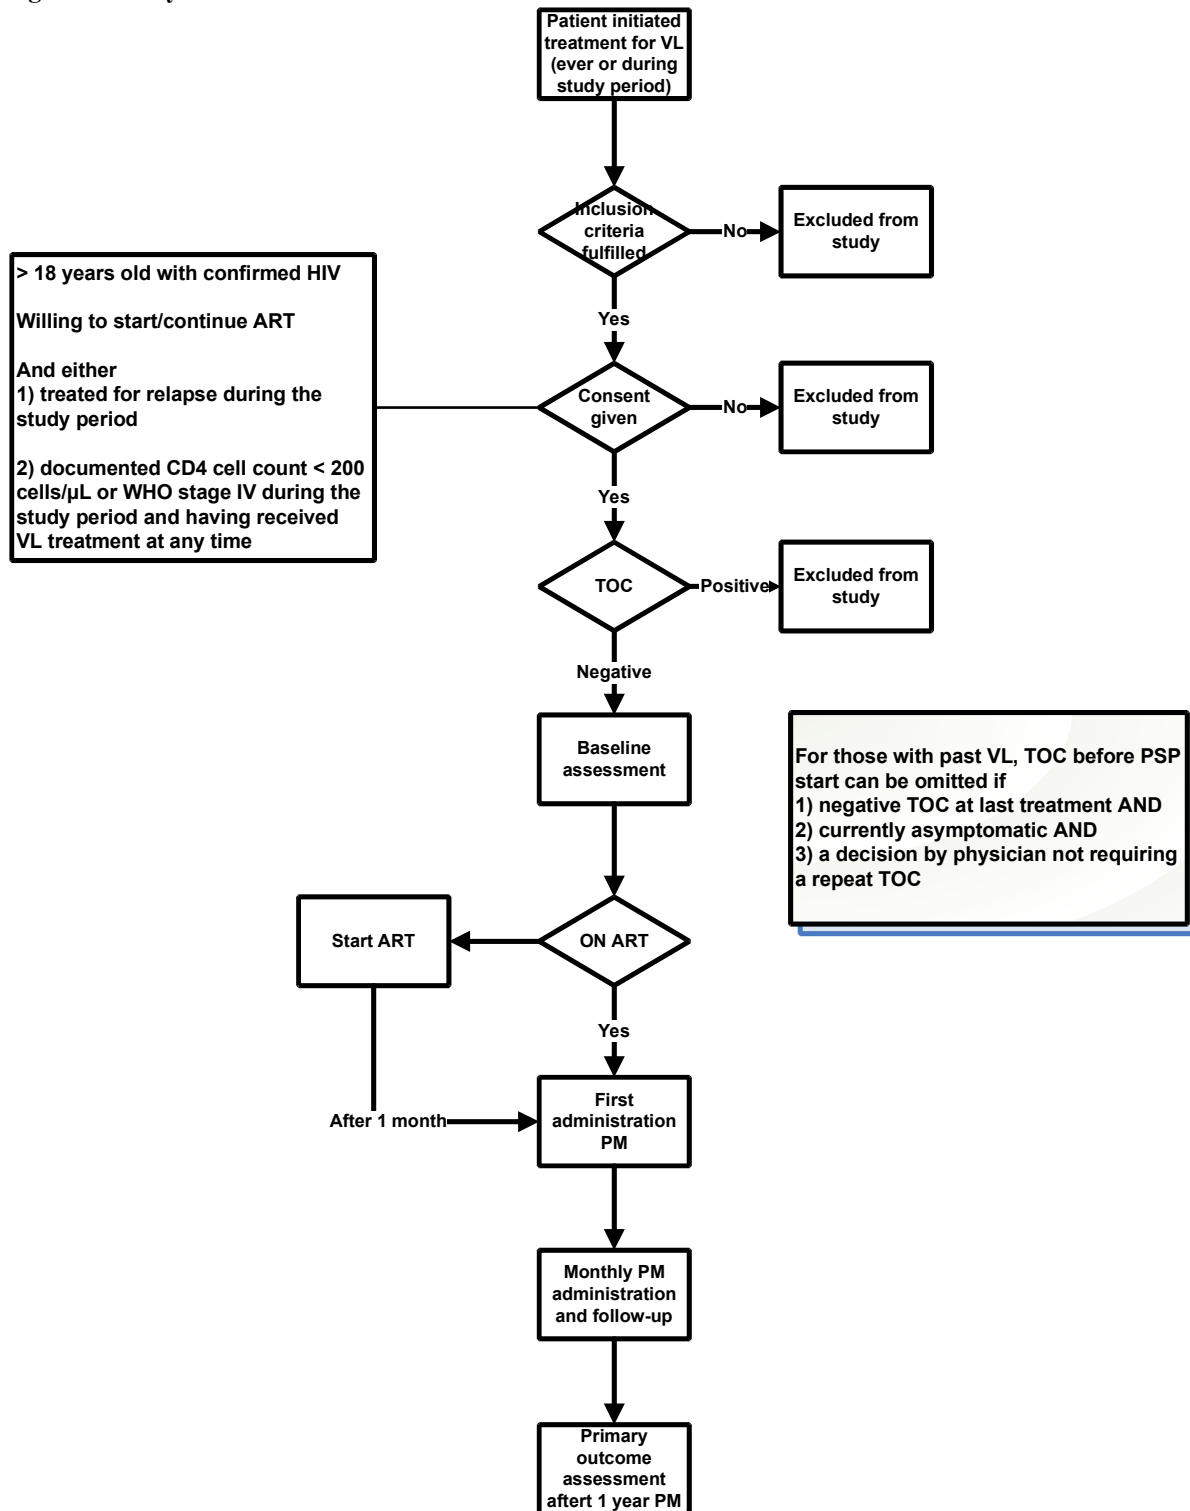 Patient initiated
treatment for VL
(ever or during
study period)
Inclusion
criteria
fulfilled
No
Excluded from
study
> 18 years old with confirmed HIV
Willing to start/continue ART
And either
1) treated for relapse during the
study period
2) documented CD4 cell count < 200
cells/µL or WHO stage IV during the
study period and having received
VL treatment at any time
Yes
Consent
given
No
Excluded from
study
Yes
TOC
Positive
Excluded from
study
Negative
Baseline
assessment
For those with past VL, TOC before PSP
start can be omitted if
1) negative TOC at last treatment AND
2) currently asymptomatic AND
3) a decision by physician not requiring
a repeat TOC
Start ART
ON ART
Yes
After 1 month
First
administration
PM
Monthly PM
administration
and follow-up
Primary
outcome
assessment
aftert 1 year PM